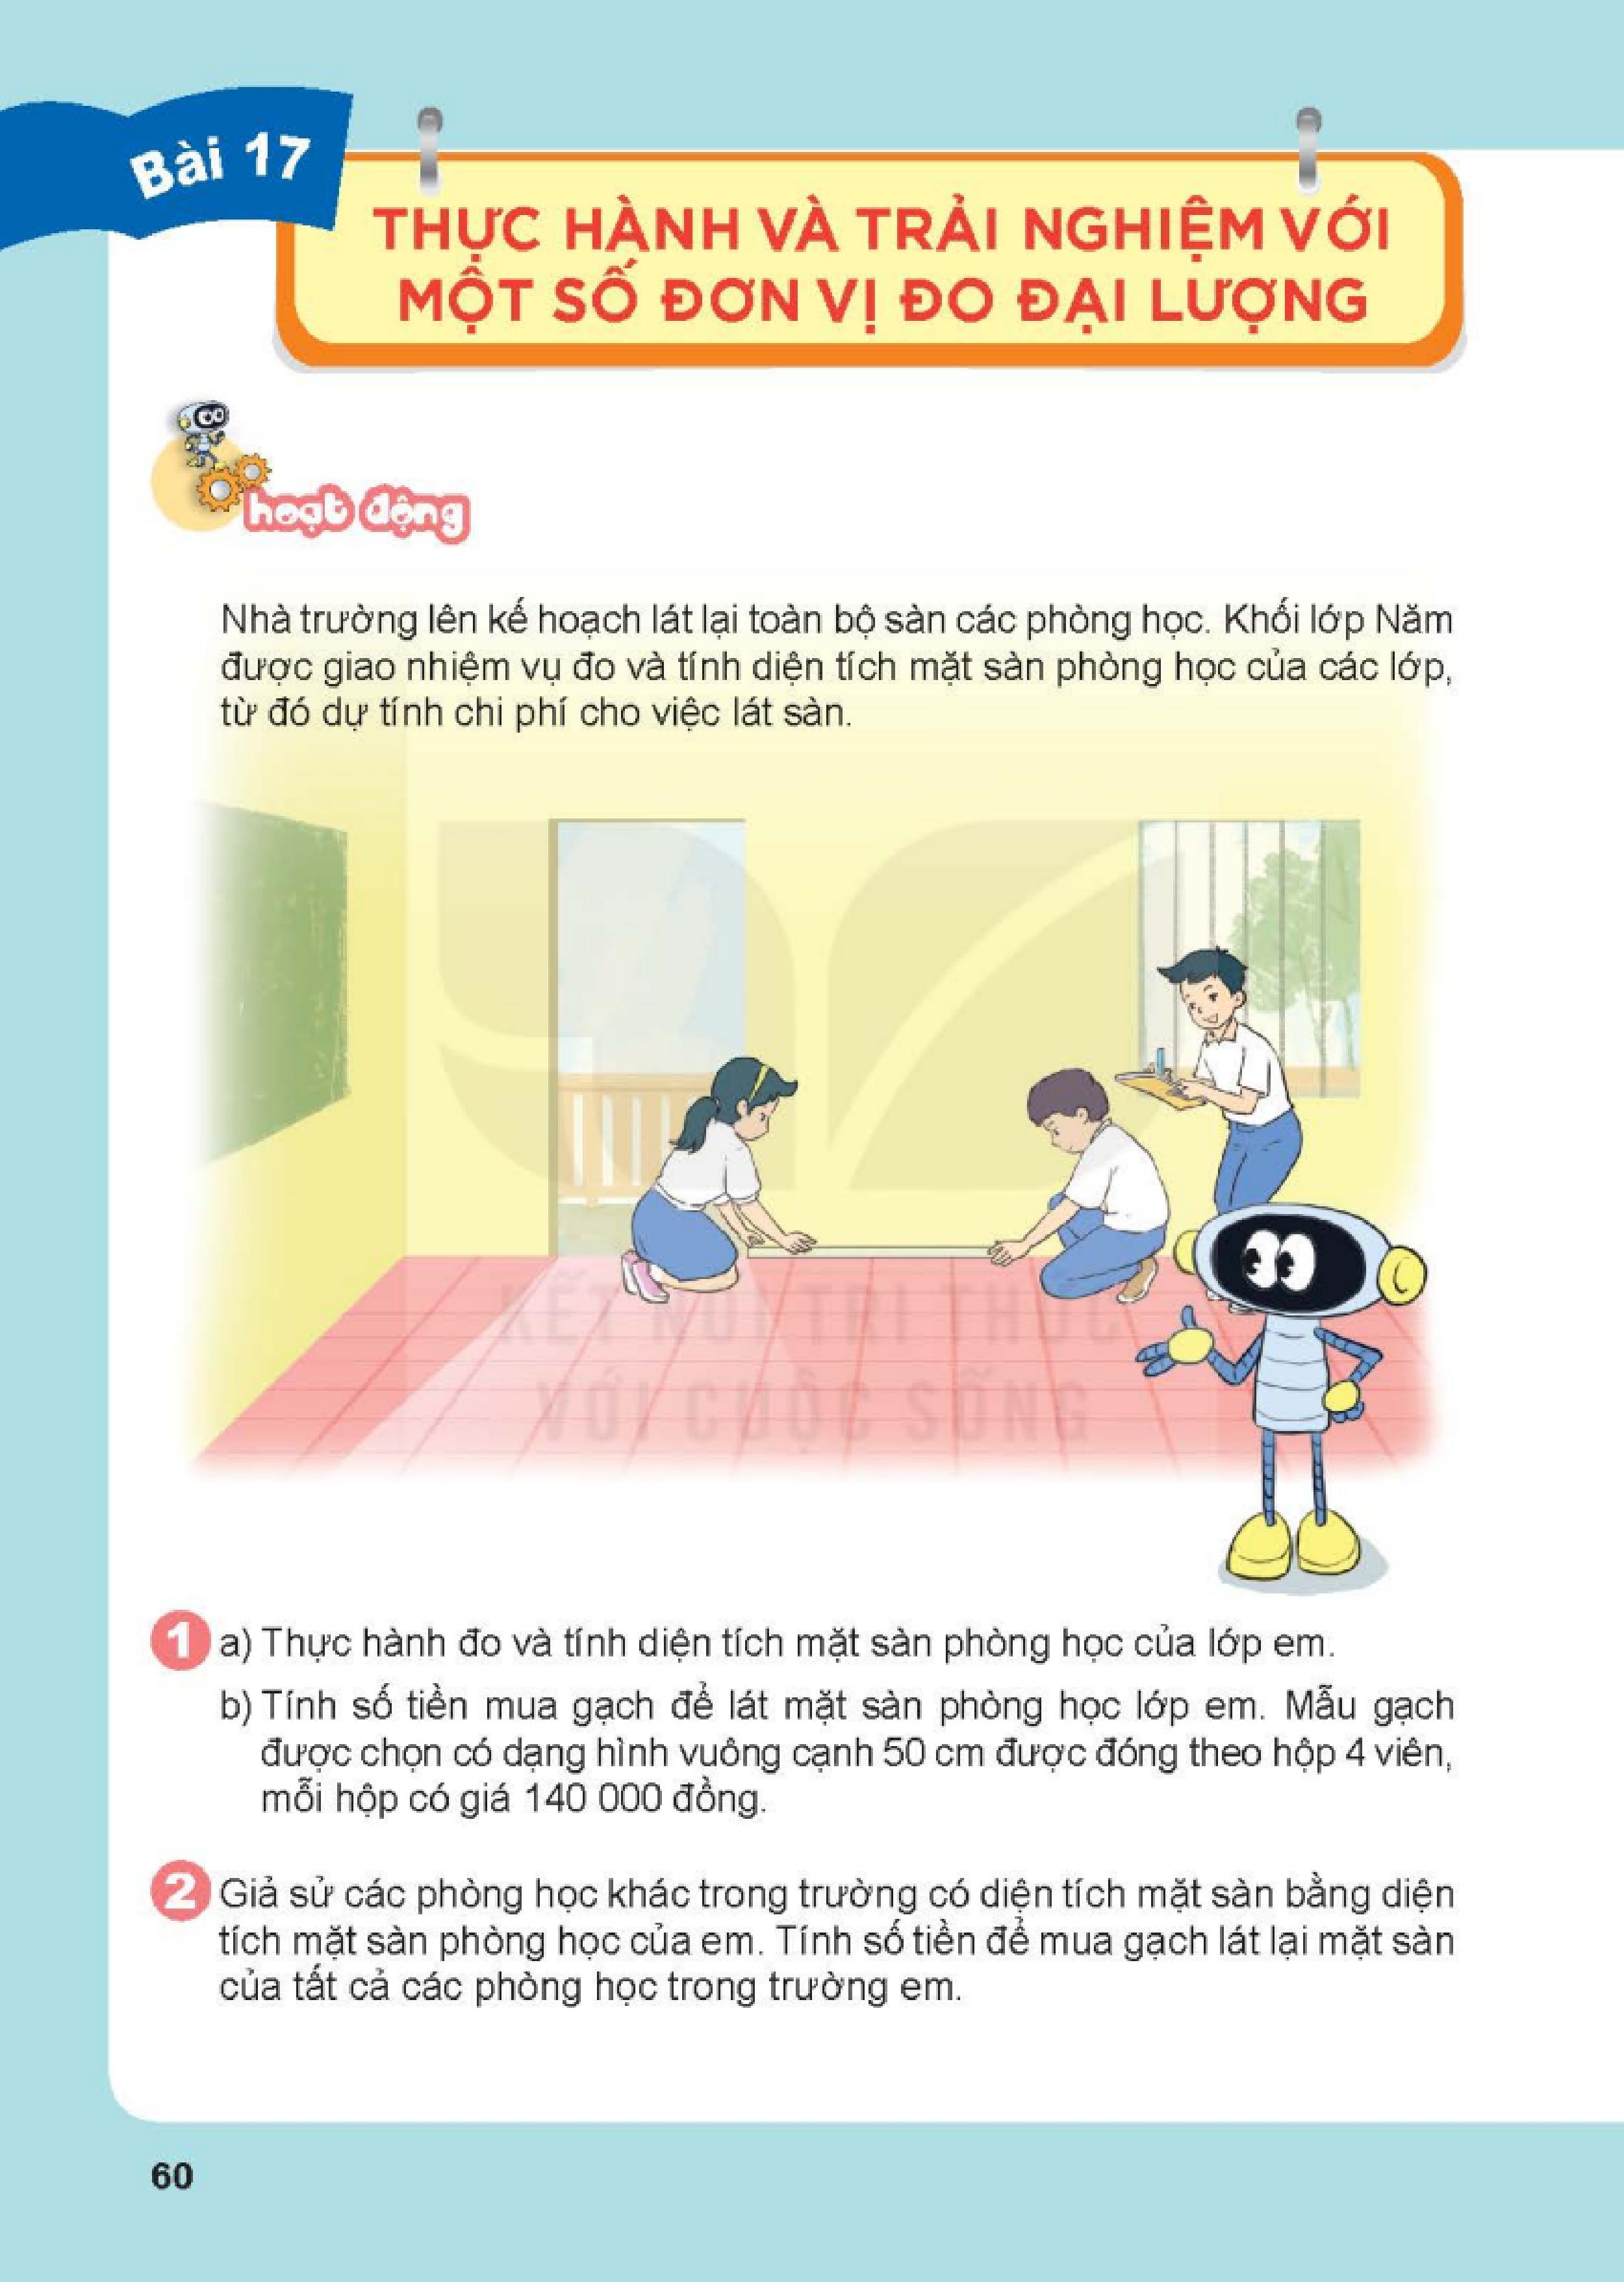 Bài 17
THỰC HÀNH VÀ TRẢI NGHIỆM VỚI
MỘT SỐ ĐƠN VỊ ĐO ĐẠI LƯỢNG
hoạt động
Nhà trường lên kế hoạch lát lại toàn bộ sàn các phòng học. Khối lớp Năm
được giao nhiệm vụ đo và tính diện tích mặt sàn phòng học của các lớp,
từ đó dự tính chi phí cho việc lát sàn.
KẾT NỐI TRI THỨC
VỚI CUỘC SỐNG
1 a) Thực hành đo và tính diện tích mặt sàn phòng học của lớp em.
b) Tính số tiền mua gạch để lát mặt sàn phòng học lớp em. Mẫu gạch
được chọn có dạng hình vuông cạnh 50 cm được đóng theo hộp 4 viên,
mỗi hộp có giá 140 000 đồng.
2 Giả sử các phòng học khác trong trường có diện tích mặt sàn bằng diện
tích mặt sàn phòng học của em. Tính số tiền để mua gạch lát lại mặt sàn
của tất cả các phòng học trong trường em.
60